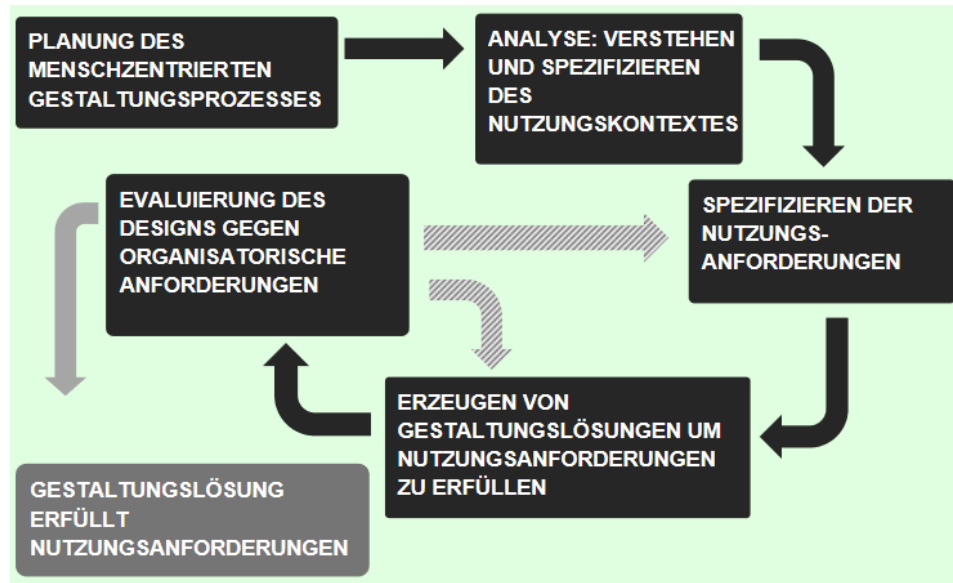 PLANUNG DES
MENSCHZENTRIERTEN
GESTALTUNGSPROZESSES
ANALYSE: VERSTEHEN
UND SPEZIFIZIEREN
DES
NUTZUNGSKONTEXTES
SPEZIFIZIEREN DER
NUTZUNGS-
ANFORDERUNGEN
ERZEUGEN VON
GESTALTUNGSLÖSUNGEN UM
NUTZUNGSANFORDERUNGEN
ZU ERFÜLLEN
EVALUIERUNG DES
DESIGNS GEGEN
ORGANISATORISCHE
ANFORDERUNGEN
GESTALTUNGSLÖSUNG
ERFÜLLT
NUTZUNGSANFORDERUNGEN